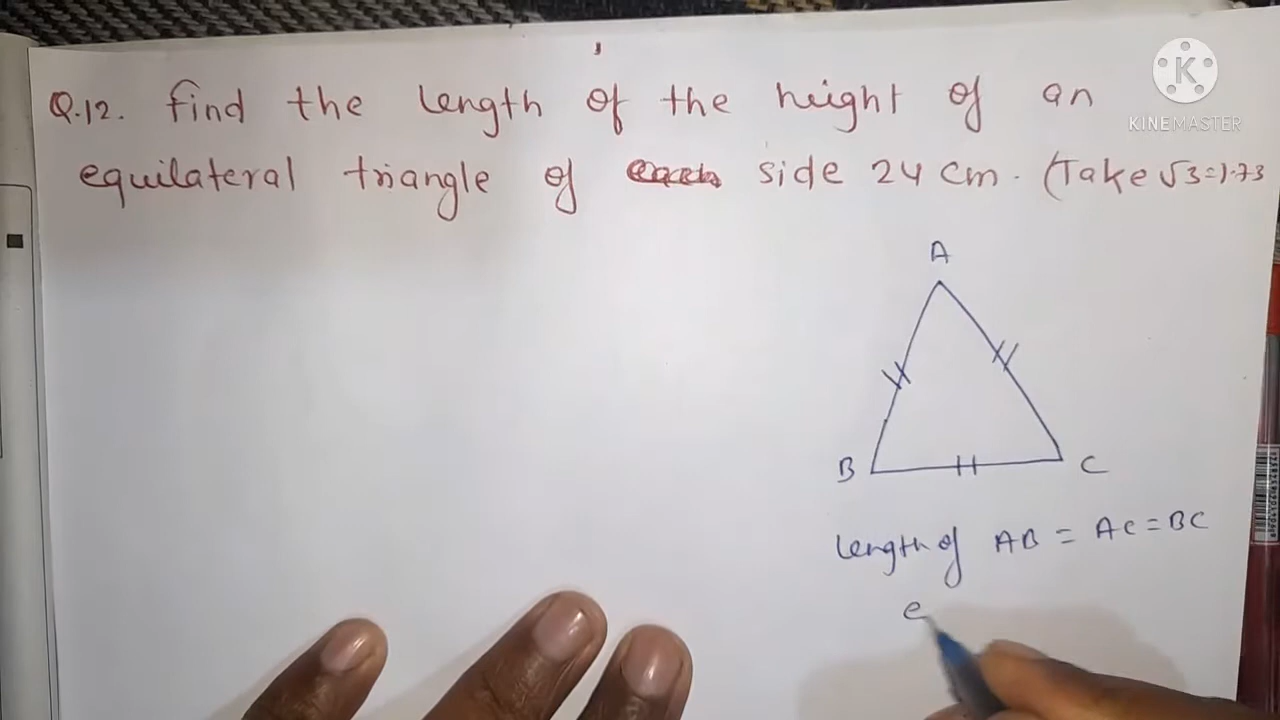 Q.12. Find the length of the height of an
equilateral triangle of side 24 cm. (Take √3=1.73
K
KINEMASTER
A
B
C
length of AB = AC = BC
e